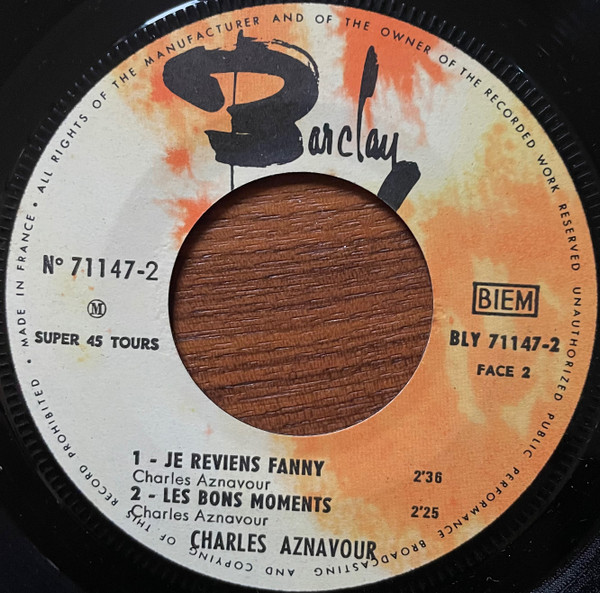 • MADE IN FRANCE • ALL RIGHTS OF THE MANUFACTURER AND OF THE OWNER OF THE RECORDED WORK RESERVED UNAUTHORIZED PUBLIC PERFORMANCE BROADCASTING AND COPYING OF THIS RECORD PROHIBITED
Barclay
N° 71147-2
M
SUPER 45 TOURS
BIEM
BLY 71147-2
FACE 2
1 - JE REVIENS FANNY 2'36
Charles Aznavour
2 - LES BONS MOMENTS 2'25
Charles Aznavour
CHARLES AZNAVOUR